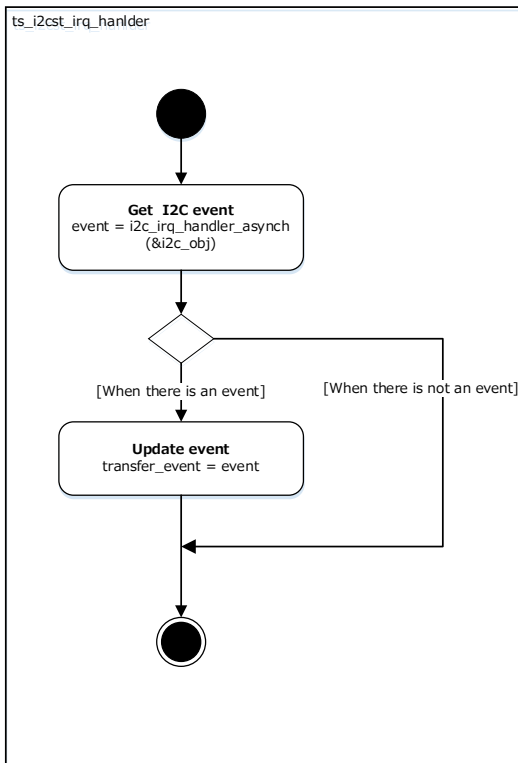 ts_i2cst_irq_hanlder
Get I2C event
event = i2c_irq_handler_asynch
(&i2c_obj)
[When there is an event]
[When there is not an event]
Update event
transfer_event = event